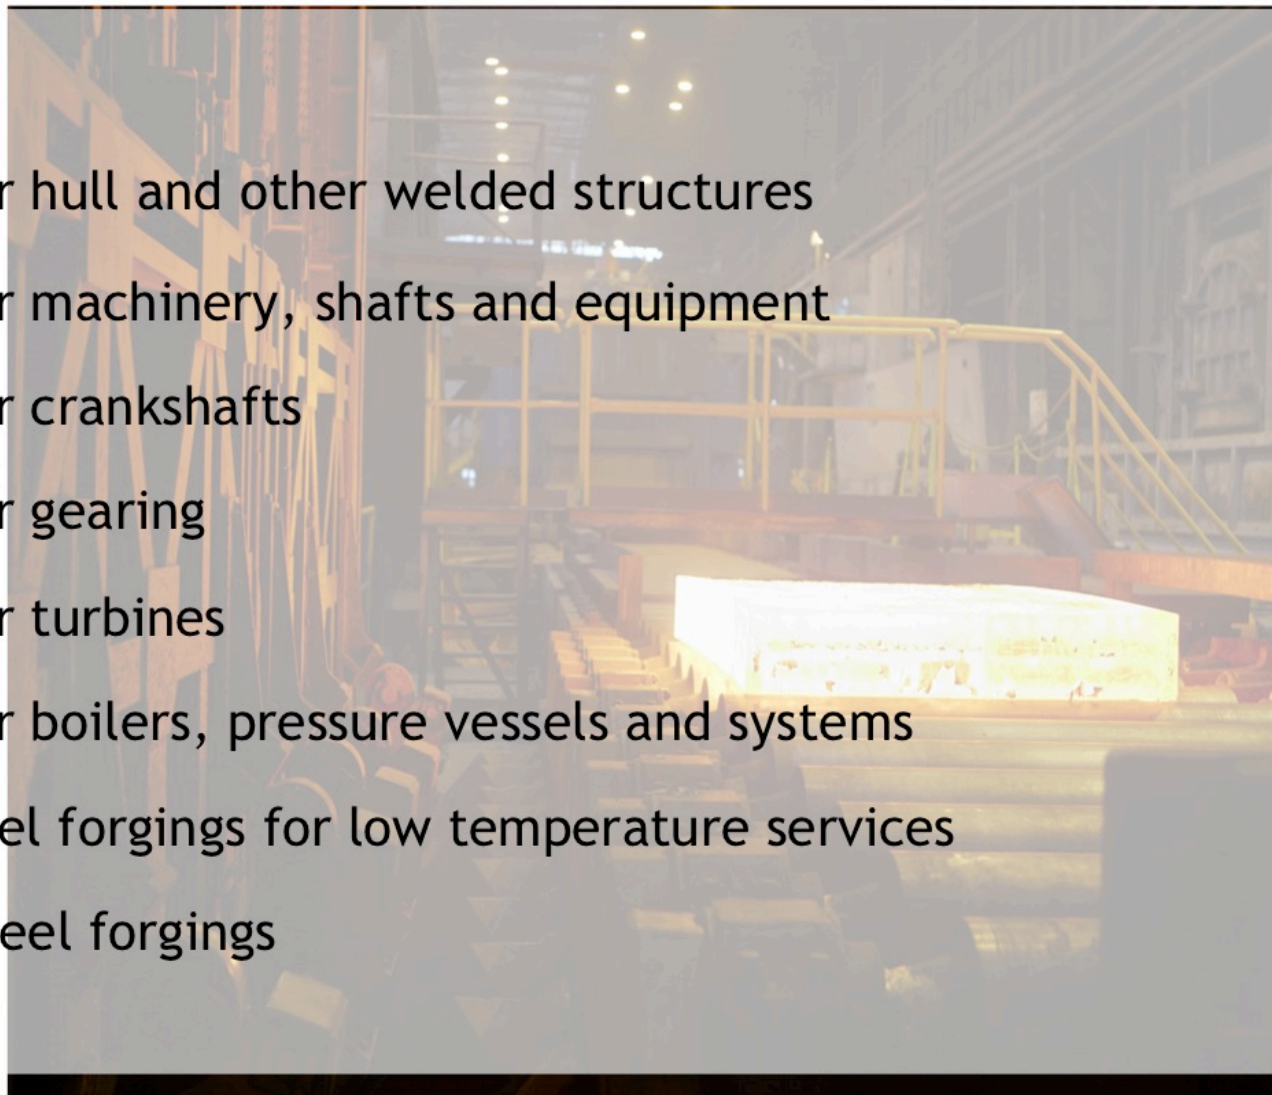 r hull and other welded structures
r machinery, shafts and equipment
r crankshafts
r gearing
r turbines
r boilers, pressure vessels and systems
el forgings for low temperature services
eel forgings